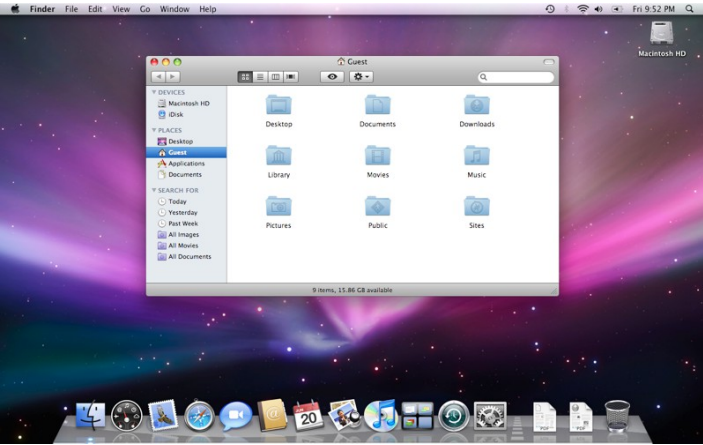 Finder File Edit View Go Window Help Fri 9:52 PM
Macintosh HD
Guest
DEVICES
Macintosh HD
iDisk
PLACES
Desktop
Guest
Applications
Documents
SEARCH FOR
Today
Yesterday
Past Week
All Images
All Movies
All Documents
Desktop Documents Downloads
Library Movies Music
Pictures Public Sites
9 items, 15.86 GB available
20
PDF PDF